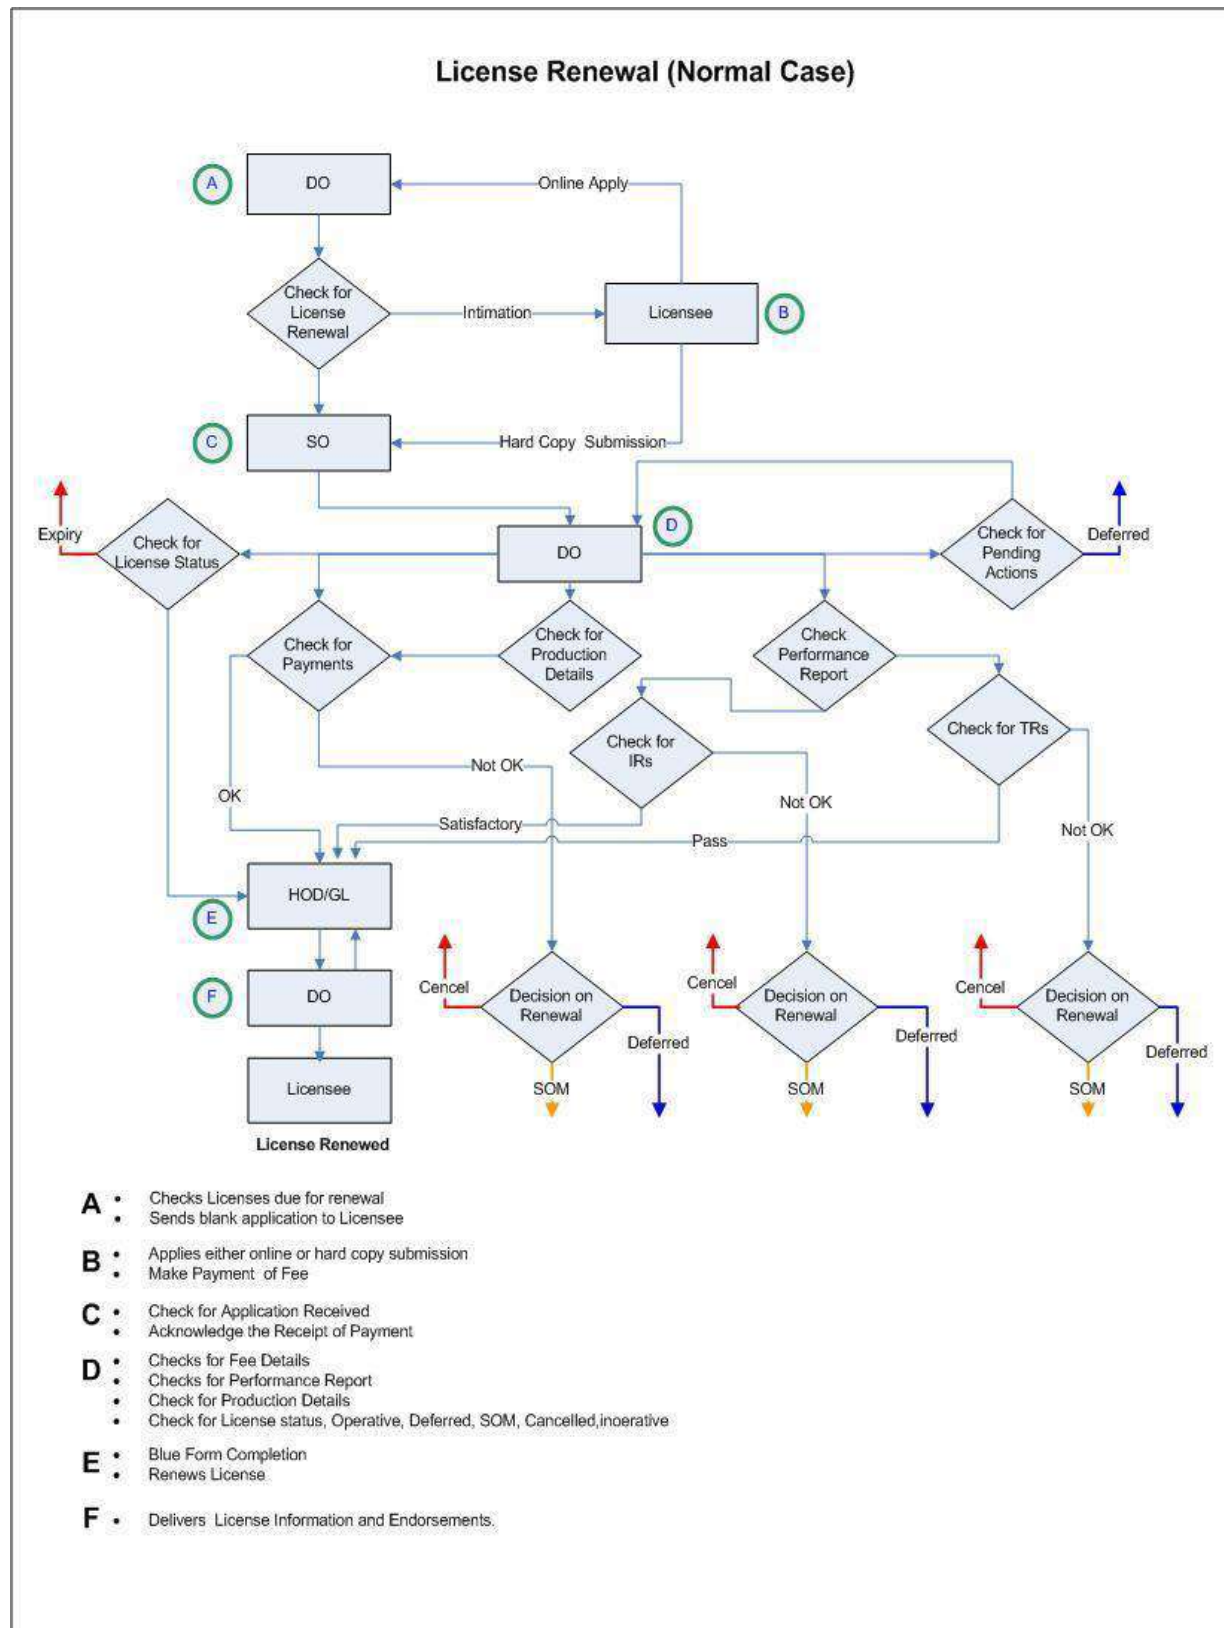 License Renewal (Normal Case)
A
DO
Online Apply
Check for
License
Renewal
Intimation
Licensee
B
C
SO
Hard Copy Submission
D
Expiry
Check for
License Status
DO
Check for
Pending
Actions
Deferred
Check for
Payments
Check for
Production
Details
Check
Performance
Report
Check for
IRs
Check for TRs
Not OK
OK
Not OK
Satisfactory
Pass
Not OK
HOD/GL
E
F
DO
Cencel
Decision on
Renewal
Deferred
SOM
Cencel
Decision on
Renewal
Deferred
SOM
Cencel
Decision on
Renewal
Deferred
SOM
Licensee
License Renewed
A • Checks Licenses due for renewal
• Sends blank application to Licensee
B • Applies either online or hard copy submission
• Make Payment of Fee
C • Check for Application Received
• Acknowledge the Receipt of Payment
D • Checks for Fee Details
• Checks for Performance Report
• Check for Production Details
• Check for License status, Operative, Deferred, SOM, Cancelled,inoerative
E • Blue Form Completion
• Renews License
F • Delivers License Information and Endorsements.